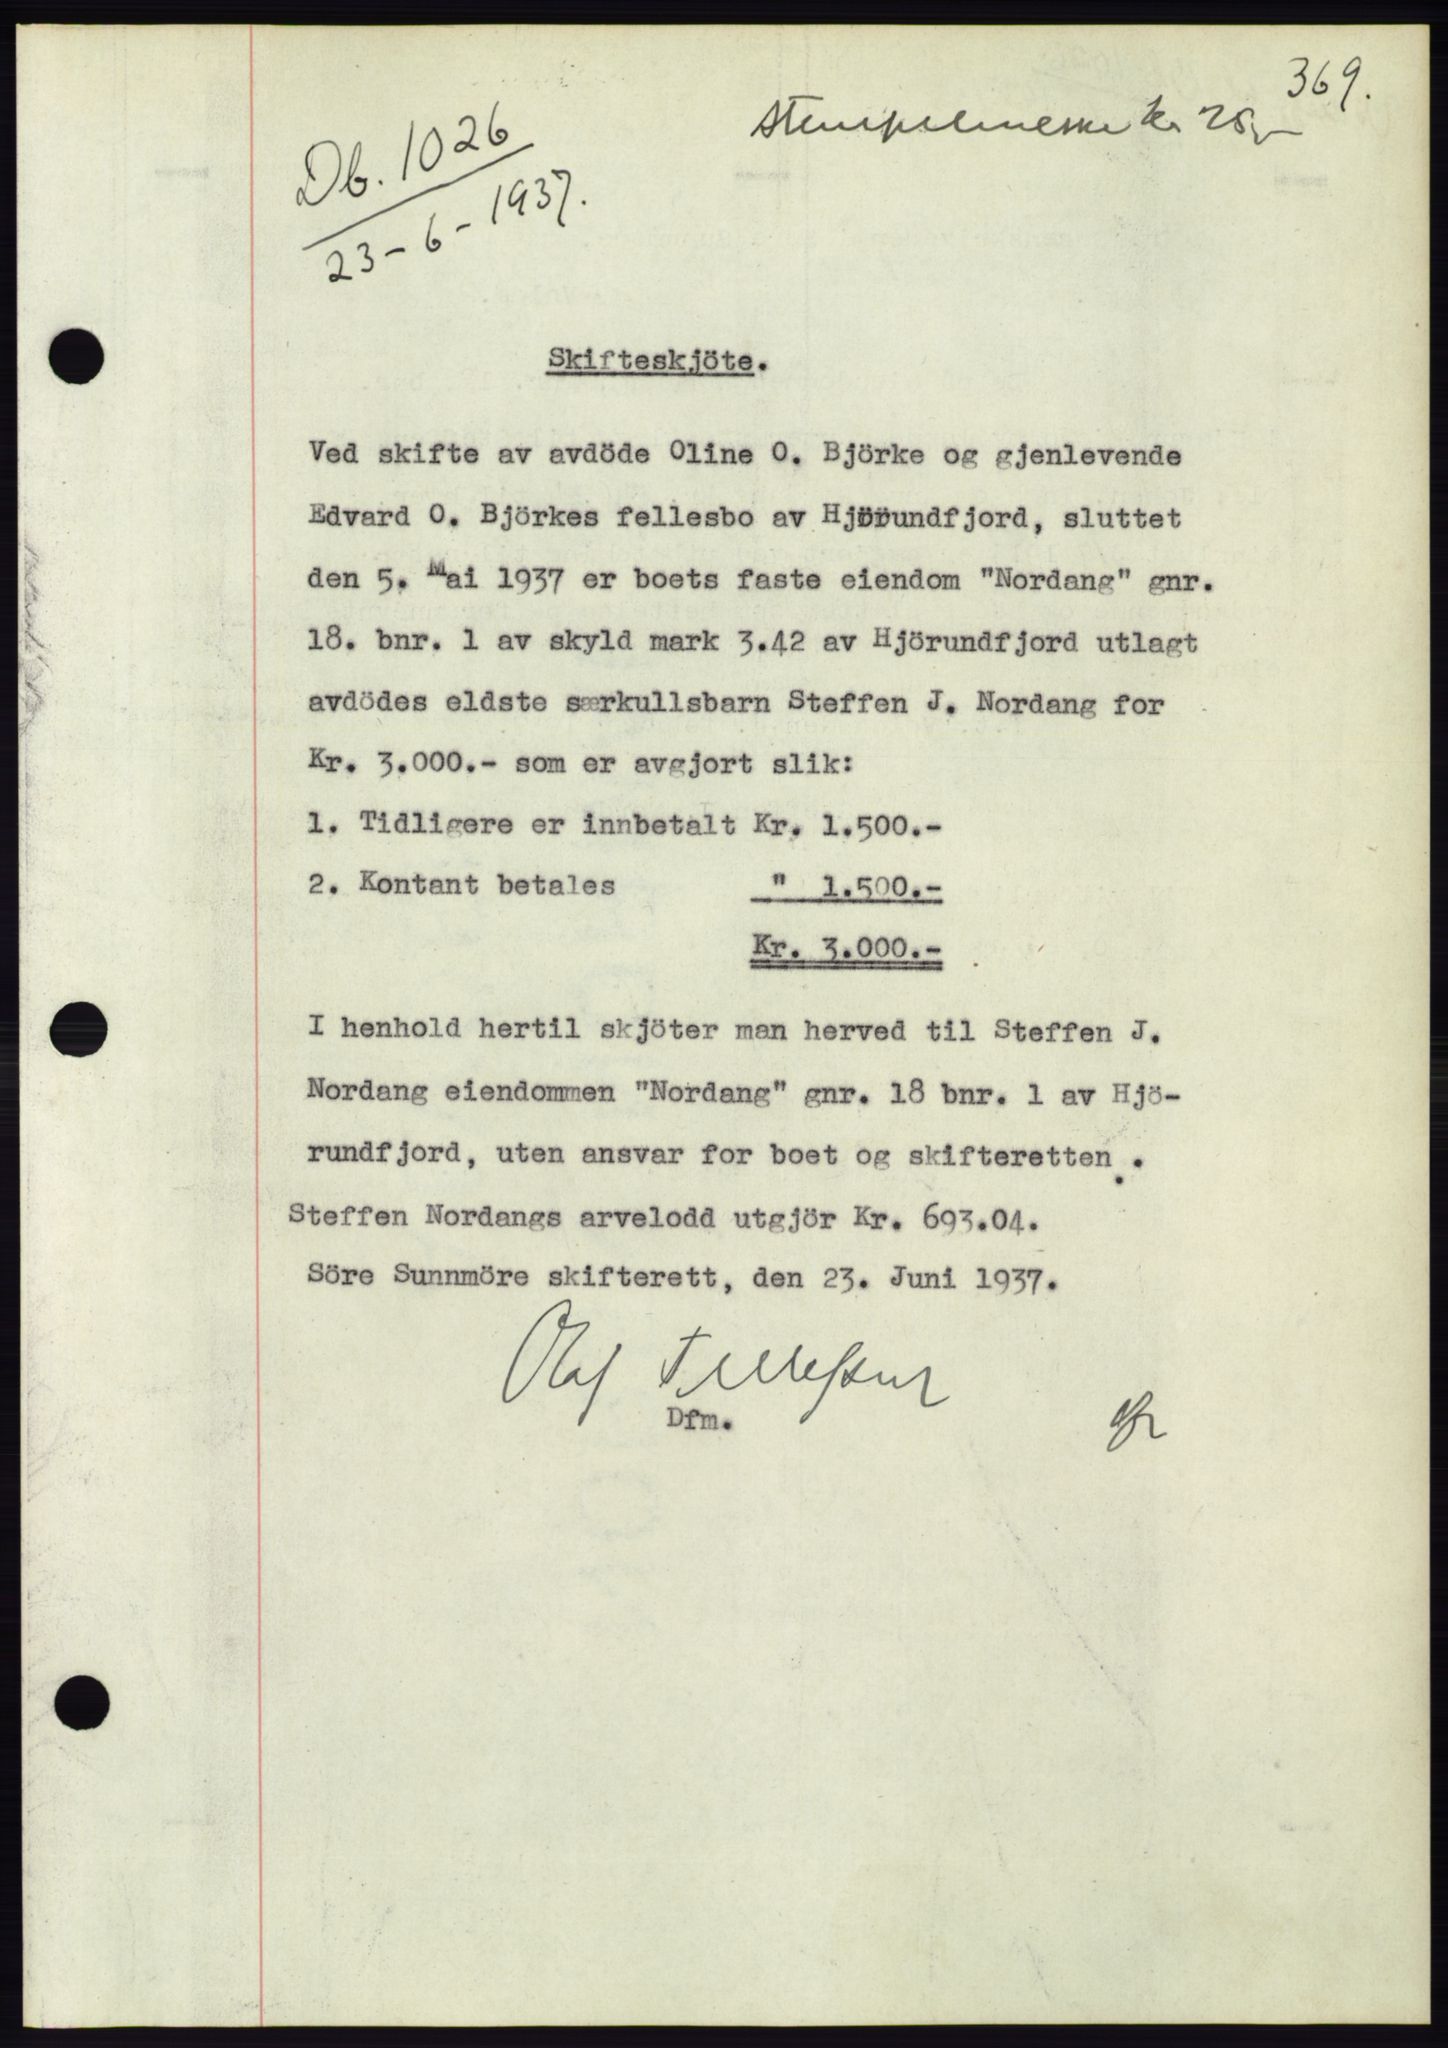 369.
Stempelmerke kr 25,-
Db. 1026
23-6-1937.
Skifteskjöte.
Ved skifte av avdöde Oline O. Björke og gjenlevende
Edvard O. Björkes fellesbo av Hjörundfjord, sluttet
den 5. Mai 1937 er boets faste eiendom "Nordang" gnr.
18. bnr. 1 av skyld mark 3.42 av Hjörundfjord utlagt
avdödes eldste særkullsbarn Steffen J. Nordang for
Kr. 3.000.- som er avgjort slik:
1. Tidligere er innbetalt Kr. 1.500.-
2. Kontant betales " 1.500.-
Kr. 3.000.-
I henhold hertil skjöter man herved til Steffen J.
Nordang eiendommen "Nordang" gnr. 18 bnr. 1 av Hjö-
rundfjord, uten ansvar for boet og skifteretten.
Steffen Nordangs arvelodd utgjör Kr. 693.04.
Söre Sunnmöre skifterett, den 23. Juni 1937.
Olaf Tellefsen
Dfm.